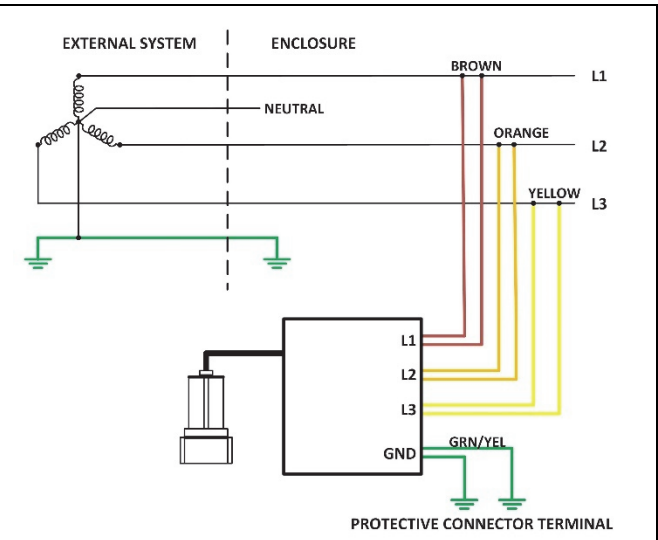 EXTERNAL SYSTEM
ENCLOSURE
BROWN
L1
NEUTRAL
ORANGE
L2
YELLOW
L3
L1
L2
L3
GRN/YEL
GND
PROTECTIVE CONNECTOR TERMINAL